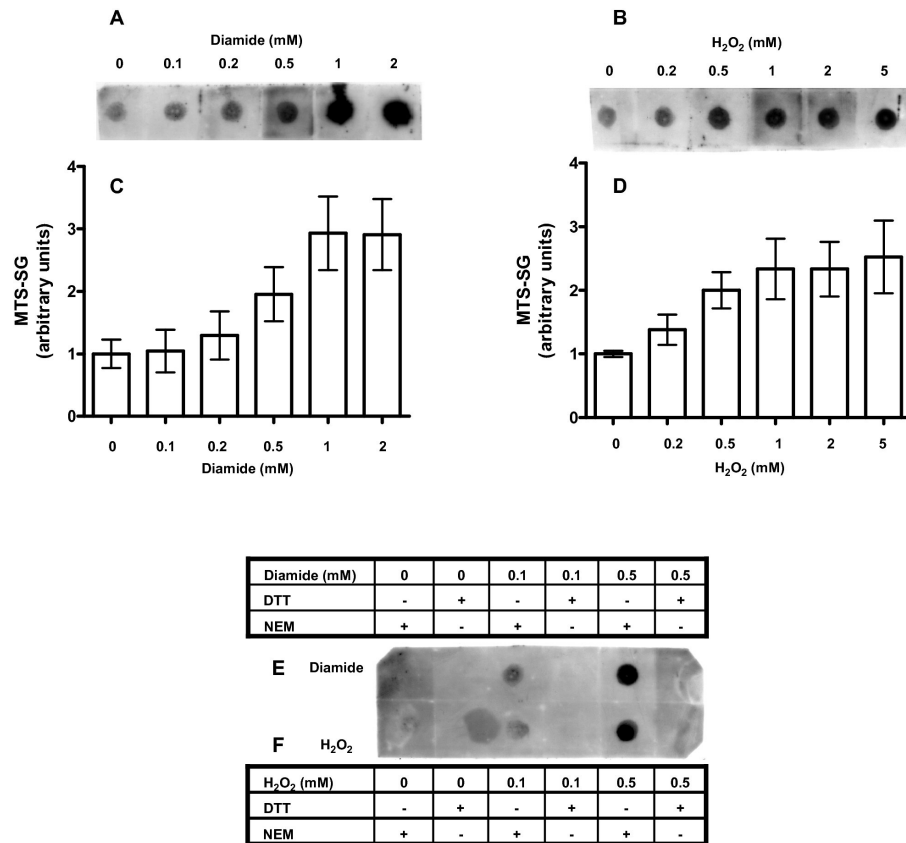 A
Diamide (mM)
0 0.1 0.2 0.5 1 2
B
H₂O₂ (mM)
0 0.2 0.5 1 2 5
C
MTS-SG
(arbitrary units)
4
3
2
1
0
0 0.1 0.2 0.5 1 2
Diamide (mM)
D
MTS-SG
(arbitrary units)
4
3
2
1
0
0 0.2 0.5 1 2 5
H₂O₂ (mM)
Diamide (mM) 0 0 0.1 0.1 0.5 0.5
DTT - + - + - +
NEM + - + - + -
E Diamide
F H₂O₂
H₂O₂ (mM) 0 0 0.1 0.1 0.5 0.5
DTT - + - + - +
NEM + - + - + -